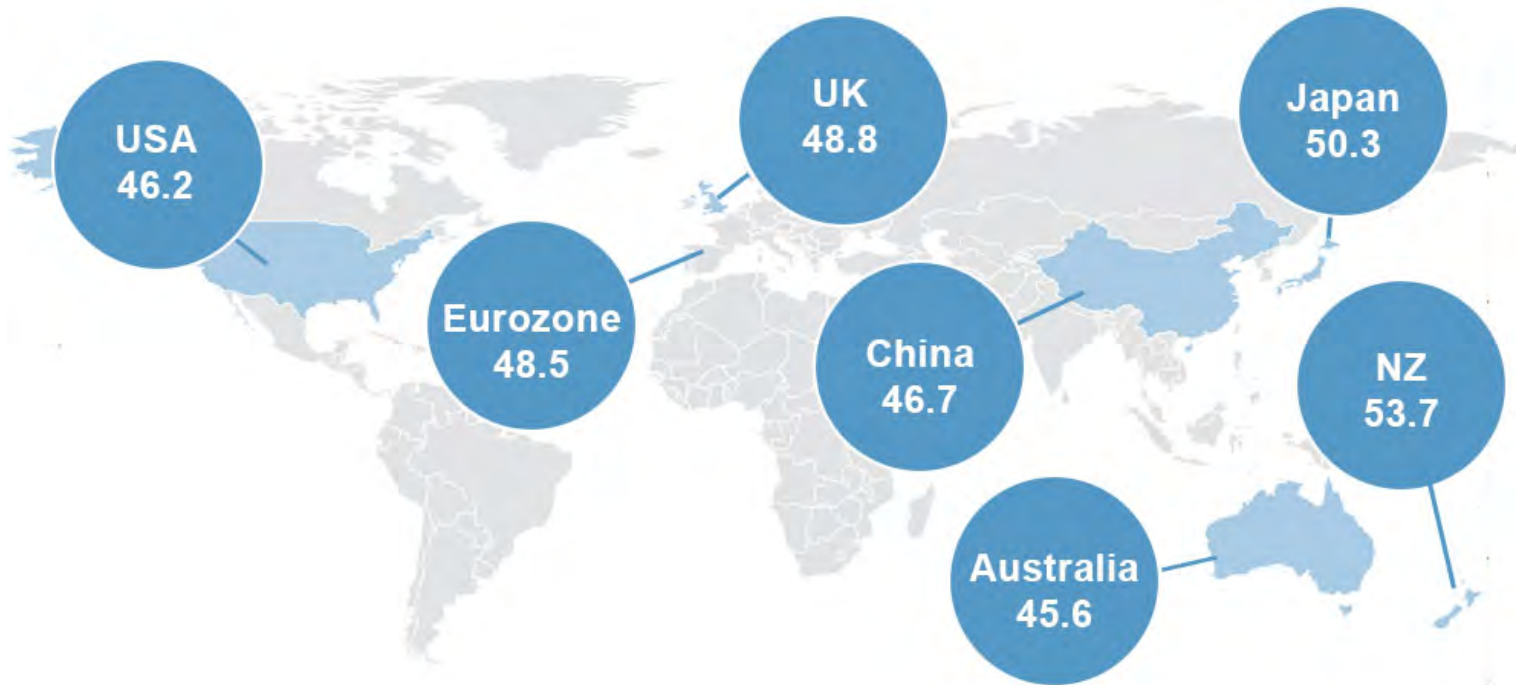 USA
46.2
UK
48.8
Japan
50.3
Eurozone
48.5
China
46.7
NZ
53.7
Australia
45.6